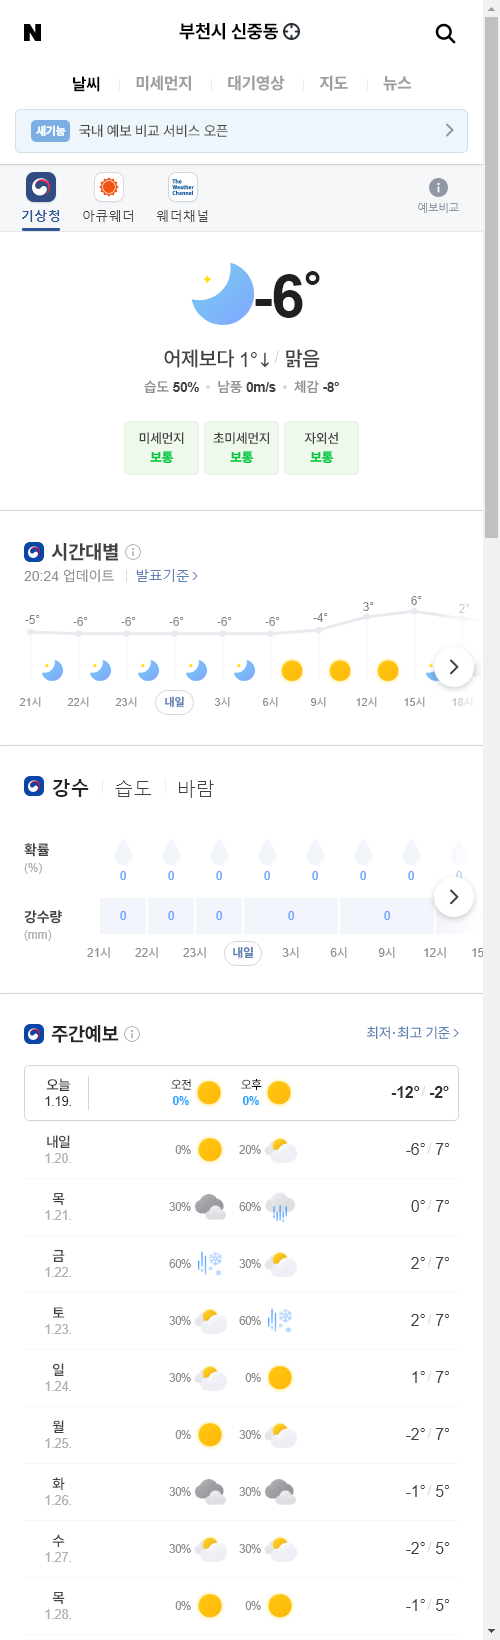 N 부천시 신중동
날씨 미세먼지 대기영상 지도 뉴스
새기능 국내 예보 비교 서비스 오픈
The Weather Channel
기상청 아큐웨더 웨더채널 예보비교
-6°
어제보다 1°↓ / 맑음
습도 50% 남풍 0m/s 체감 -8°
미세먼지 초미세먼지 자외선
보통 보통 보통
시간대별
20:24 업데이트 발표기준 >
-5° -6° -6° -6° -6° -6° -4° 3° 6° 2°
21시 22시 23시 내일 3시 6시 9시 12시 15시 18시
강수 습도 바람
확률
(%)
0 0 0 0 0 0 0 0
강수량
(mm)
0 0 0 0 0
21시 22시 23시 내일 3시 6시 9시 12시 15
주간예보 최저·최고 기준 >
오늘 1.19. 오전 0% 오후 0% -12° / -2°
내일 1.20. 0% 20% -6° / 7°
목 1.21. 30% 60% 0° / 7°
금 1.22. 60% 30% 2° / 7°
토 1.23. 30% 60% 2° / 7°
일 1.24. 30% 0% 1° / 7°
월 1.25. 0% 30% -2° / 7°
화 1.26. 30% 30% -1° / 5°
수 1.27. 30% 30% -2° / 5°
목 1.28. 0% 0% -1° / 5°